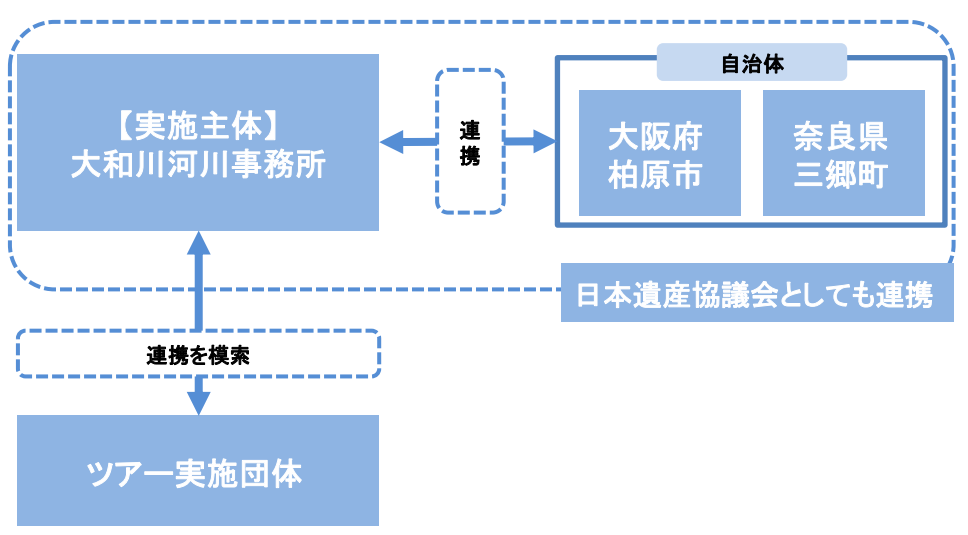 【実施主体】
大和川河川事務所
連
携
自治体
大阪府
柏原市
奈良県
三郷町
日本遺産協議会としても連携
連携を模索
ツアー実施団体